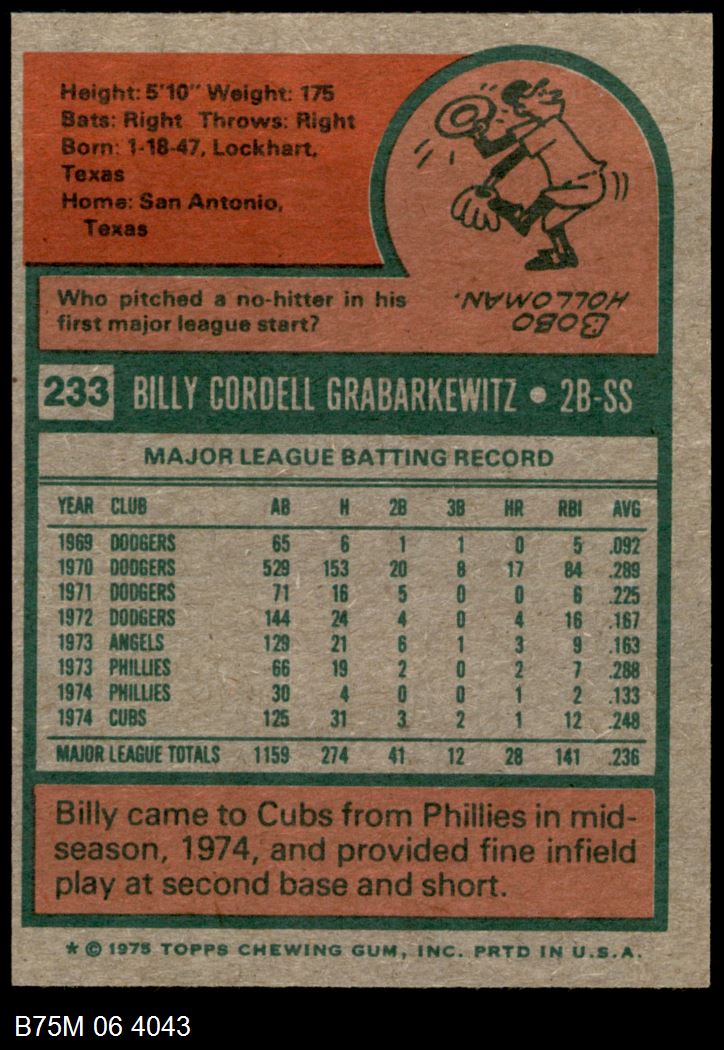 Height: 5'10" Weight: 175
Bats: Right Throws: Right
Born: 1-18-47, Lockhart,
Texas
Home: San Antonio,
Texas
Who pitched a no-hitter in his
first major league start?
BOBO
HOLLOMAN.
233 BILLY CORDELL GRABARKEWITZ • 2B-SS
MAJOR LEAGUE BATTING RECORD
YEAR CLUB AB H 2B 3B HR RBI AVG
1969 DODGERS 65 6 1 1 0 5 .092
1970 DODGERS 529 153 20 8 17 84 .289
1971 DODGERS 71 16 5 0 0 6 .225
1972 DODGERS 144 24 4 0 4 16 .167
1973 ANGELS 129 21 6 1 3 9 .163
1973 PHILLIES 66 19 2 0 2 7 .288
1974 PHILLIES 30 4 0 0 1 2 .133
1974 CUBS 125 31 3 2 1 12 .248
MAJOR LEAGUE TOTALS 1159 274 41 12 28 141 .236
Billy came to Cubs from Phillies in mid-
season, 1974, and provided fine infield
play at second base and short.
* © 1975 TOPPS CHEWING GUM, INC. PRTD IN U.S.A.
B75M 06 4043